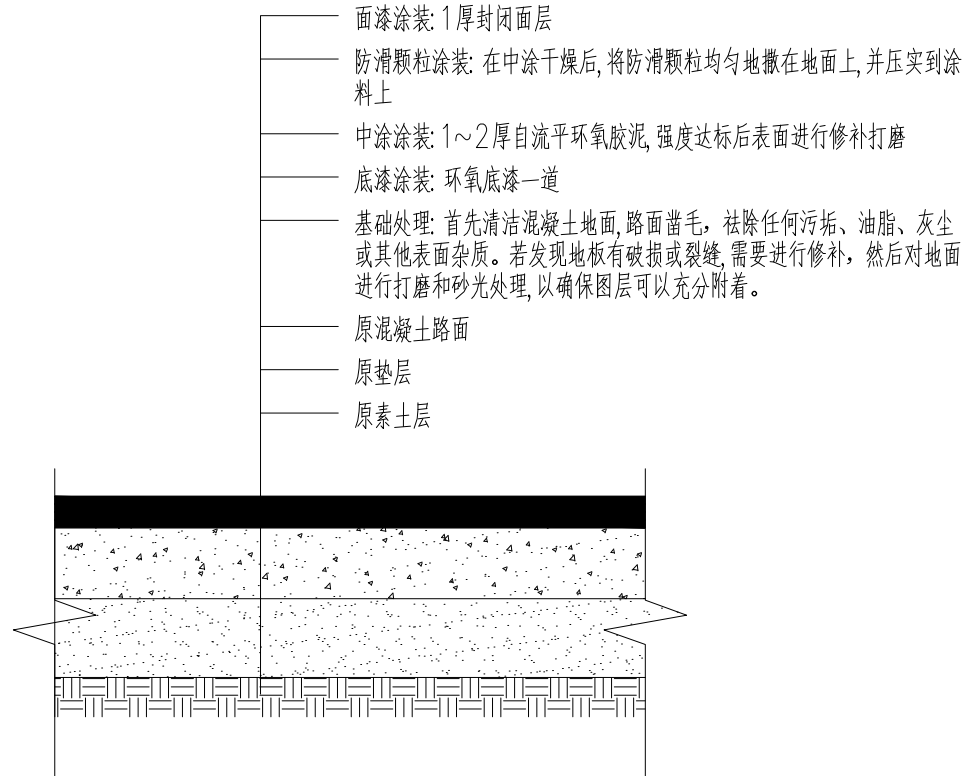 面漆涂装: 1厚封闭面层
防滑颗粒涂装: 在中涂干燥后, 将防滑颗粒均匀地撒在地面上, 并压实到涂
料上
中涂涂装: 1～2厚自流平环氧胶泥, 强度达标后表面进行修补打磨
底漆涂装: 环氧底漆一道
基础处理: 首先清洁混凝土地面, 路面凿毛，祛除任何污垢、油脂、灰尘
或其他表面杂质。若发现地板有破损或裂缝, 需要进行修补，然后对地面
进行打磨和砂光处理, 以确保图层可以充分附着。
原混凝土路面
原垫层
原素土层